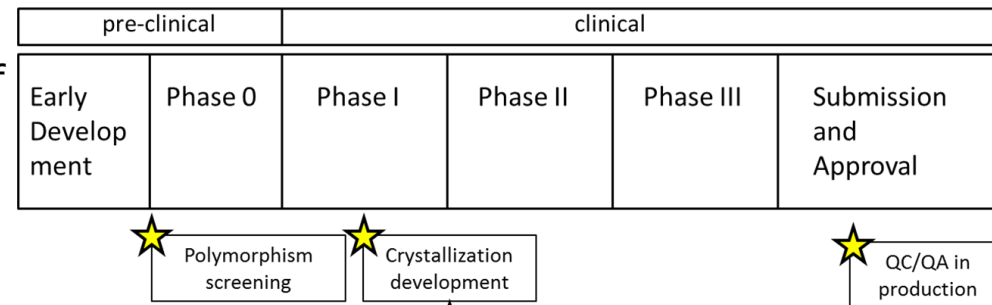 pre-clinical
clinical
Early
Develop
ment
Phase 0
Phase I
Phase II
Phase III
Submission
and
Approval
Polymorphism
screening
Crystallization
development
QC/QA in
production